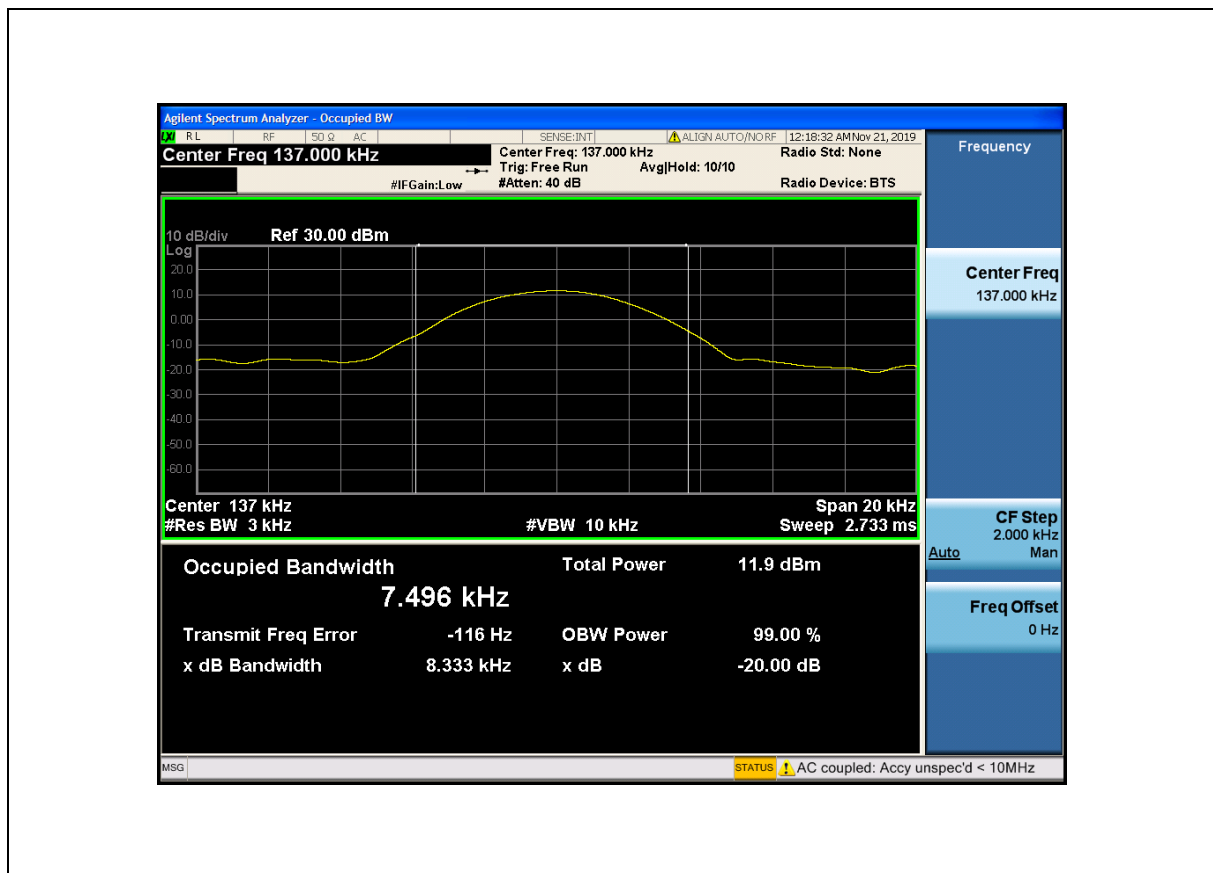 Agilent Spectrum Analyzer - Occupied BW
LXI RL RF 50 Ω AC SENSE:INT ALIGN AUTO/NO RF 12:18:32 AM Nov 21, 2019
Center Freq 137.000 kHz
Center Freq: 137.000 kHz Radio Std: None
Trig: Free Run Avg|Hold: 10/10
#IFGain:Low #Atten: 40 dB Radio Device: BTS
10 dB/div Ref 30.00 dBm
Log
20.0
10.0
0.00
-10.0
-20.0
-30.0
-40.0
-50.0
-60.0
Center 137 kHz Span 20 kHz
#Res BW 3 kHz #VBW 10 kHz Sweep 2.733 ms
Occupied Bandwidth Total Power 11.9 dBm
7.496 kHz
Transmit Freq Error -116 Hz OBW Power 99.00 %
x dB Bandwidth 8.333 kHz x dB -20.00 dB
Frequency
Center Freq
137.000 kHz
CF Step
2.000 kHz
Auto Man
Freq Offset
0 Hz
MSG STATUS AC coupled: Accy unspec'd < 10MHz